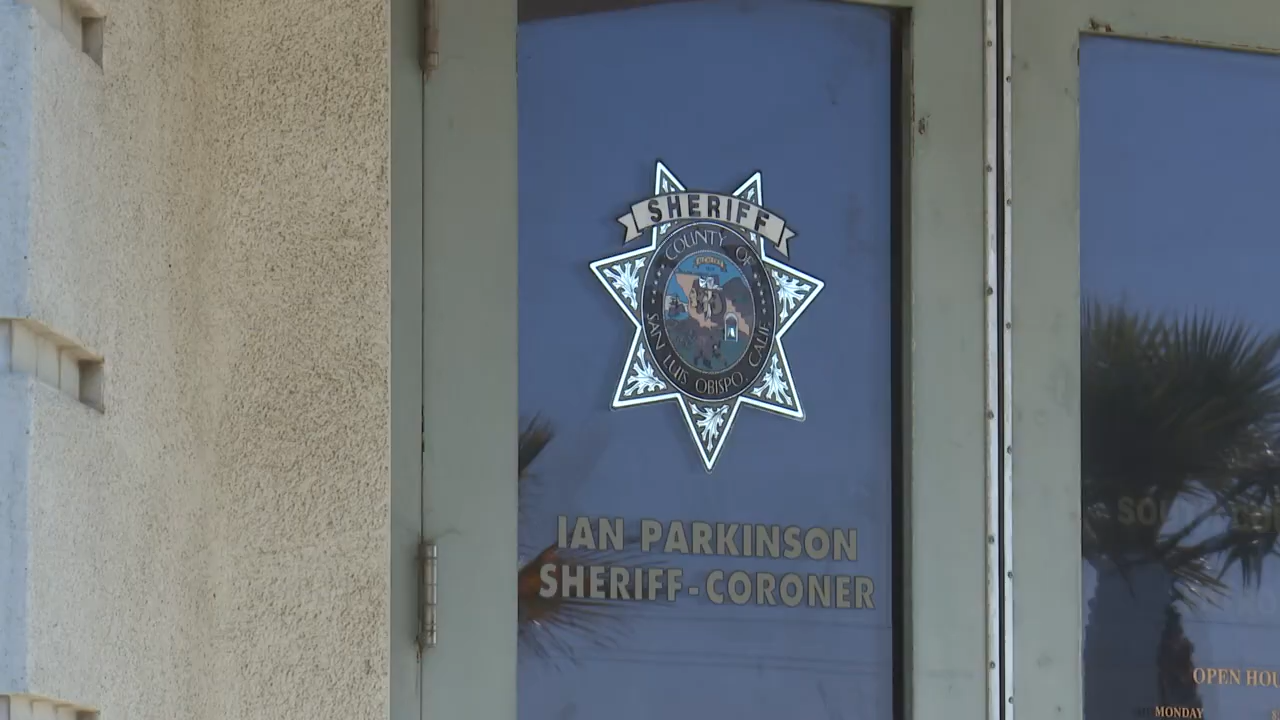 SHERIFF
COUNTY OF
SAN LUIS OBISPO, CALIF
IAN PARKINSON
SHERIFF-CORONER
OPEN HOU
MONDAY